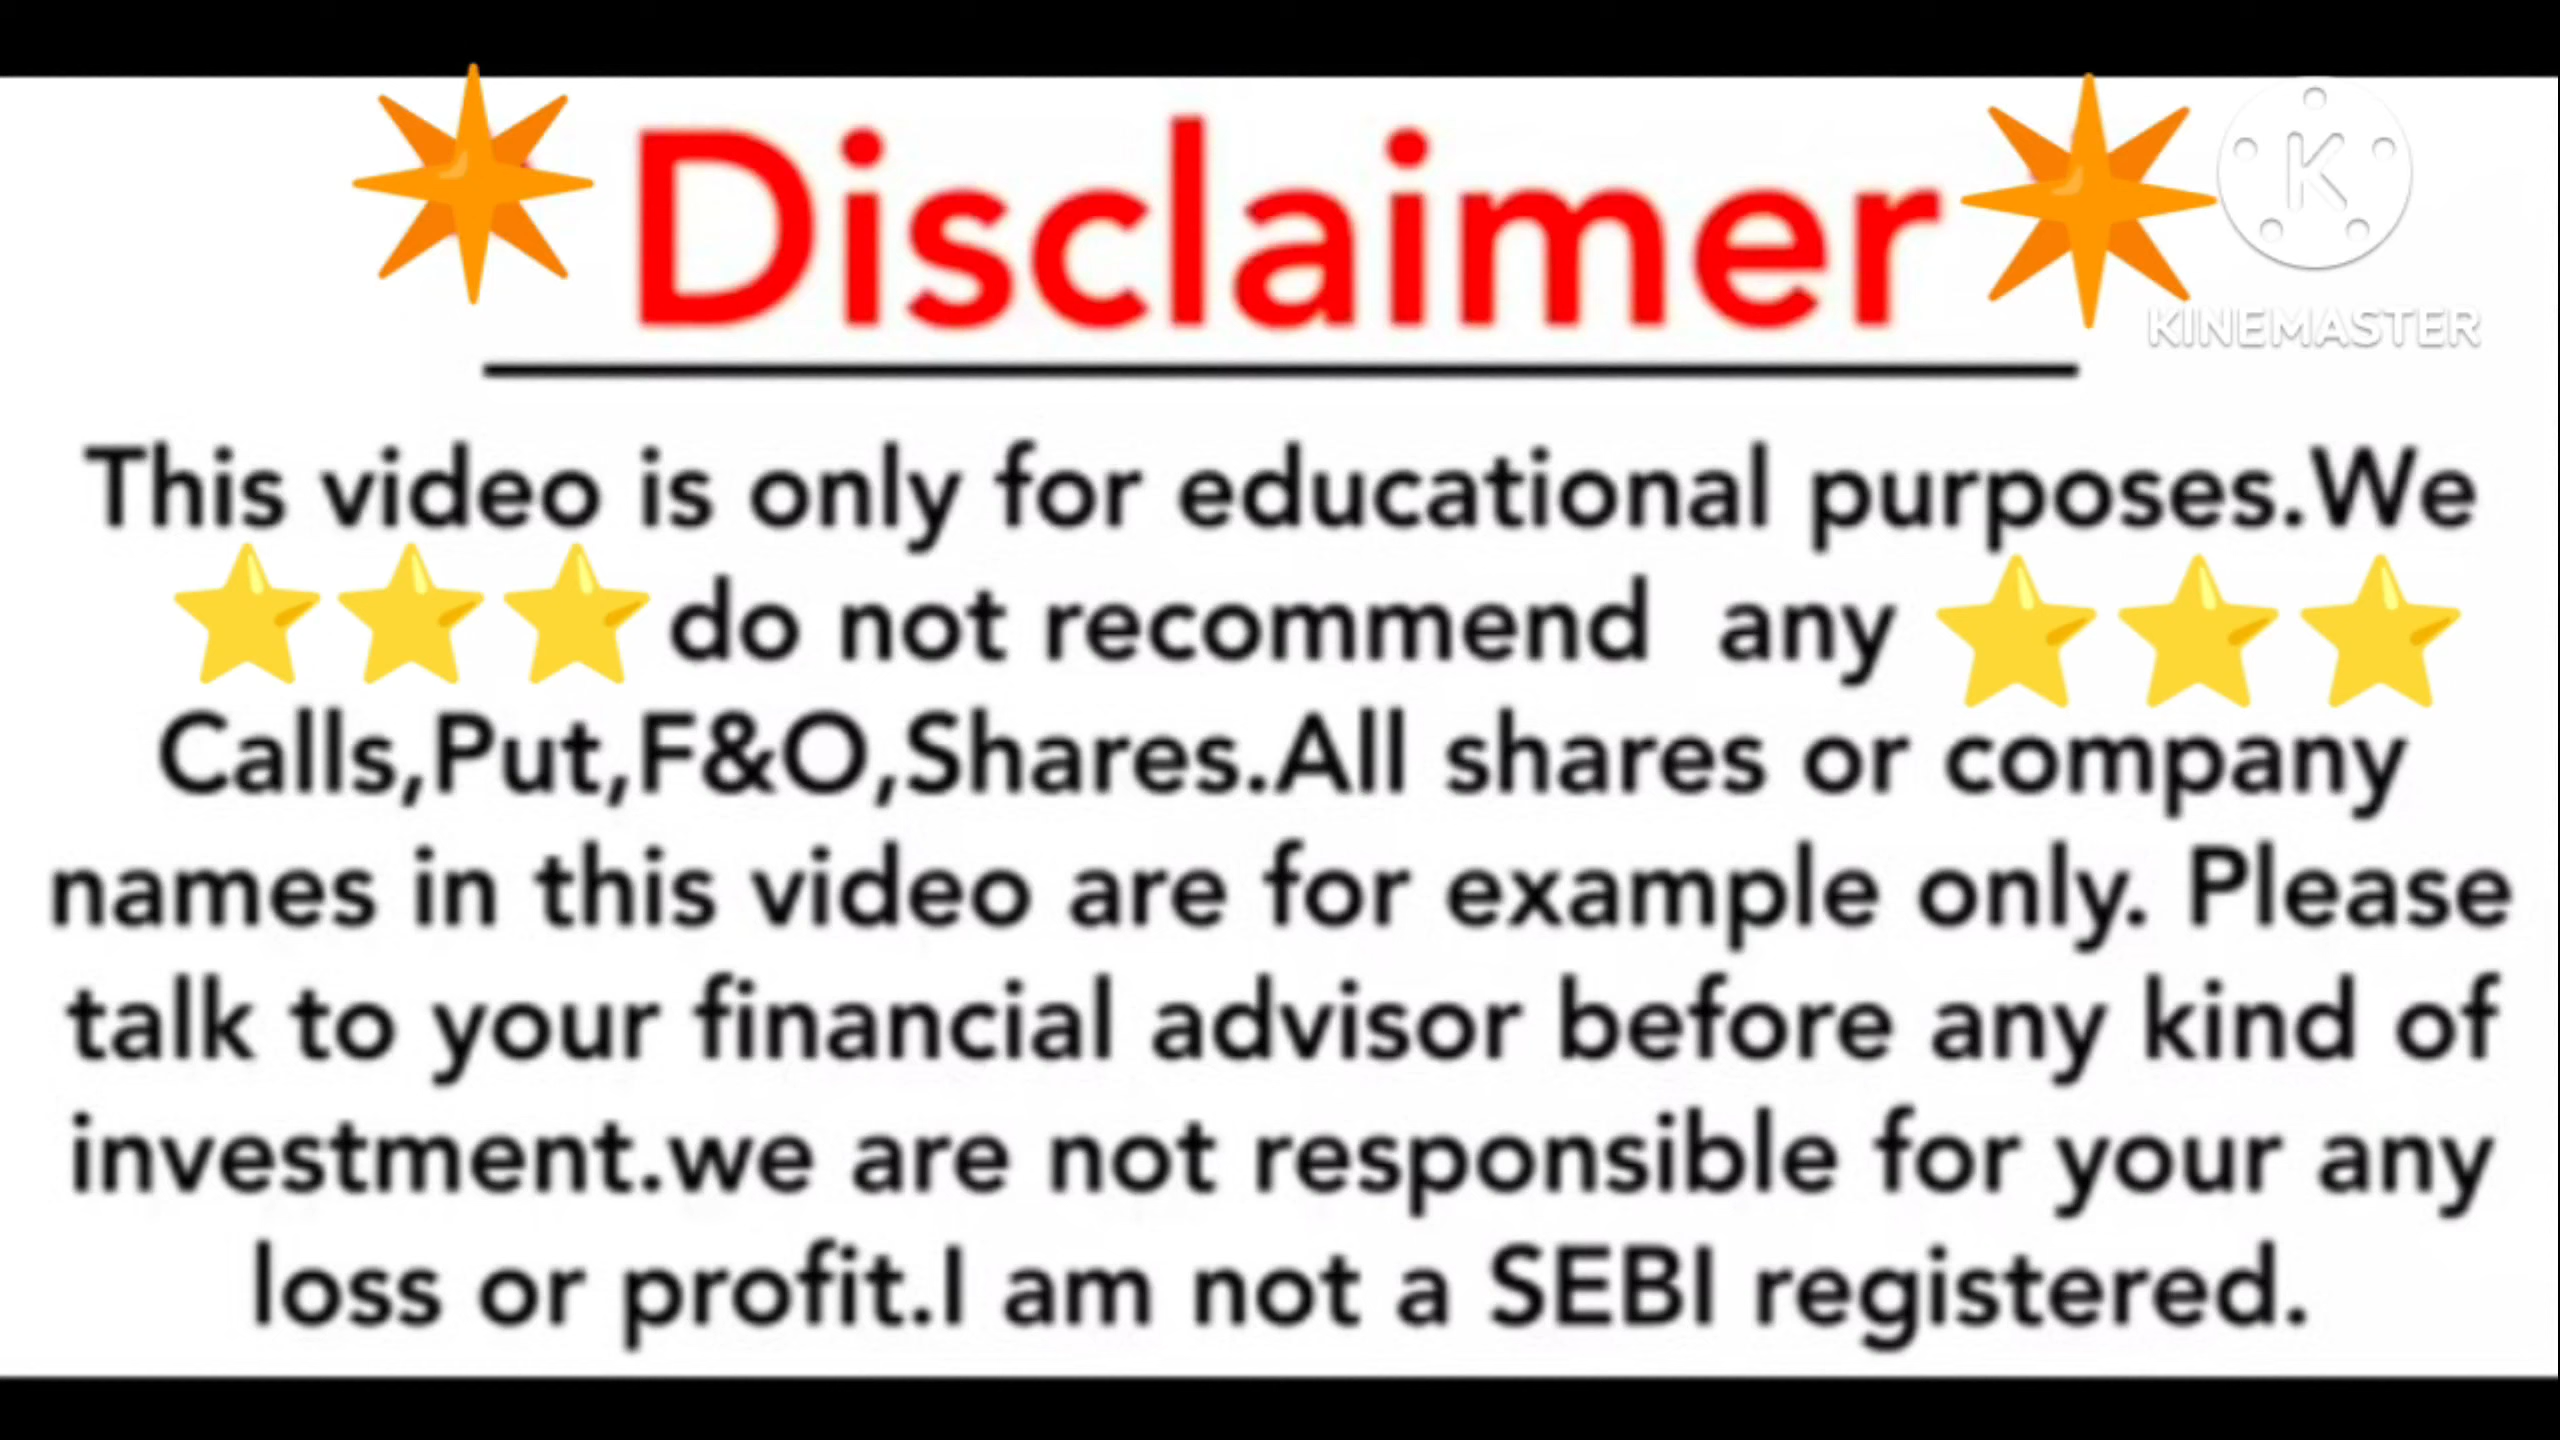 Disclaimer
K
KINEMASTER
This video is only for educational purposes.We
do not recommend any
Calls,Put,F&O,Shares.All shares or company
names in this video are for example only. Please
talk to your financial advisor before any kind of
investment.we are not responsible for your any
loss or profit.I am not a SEBI registered.